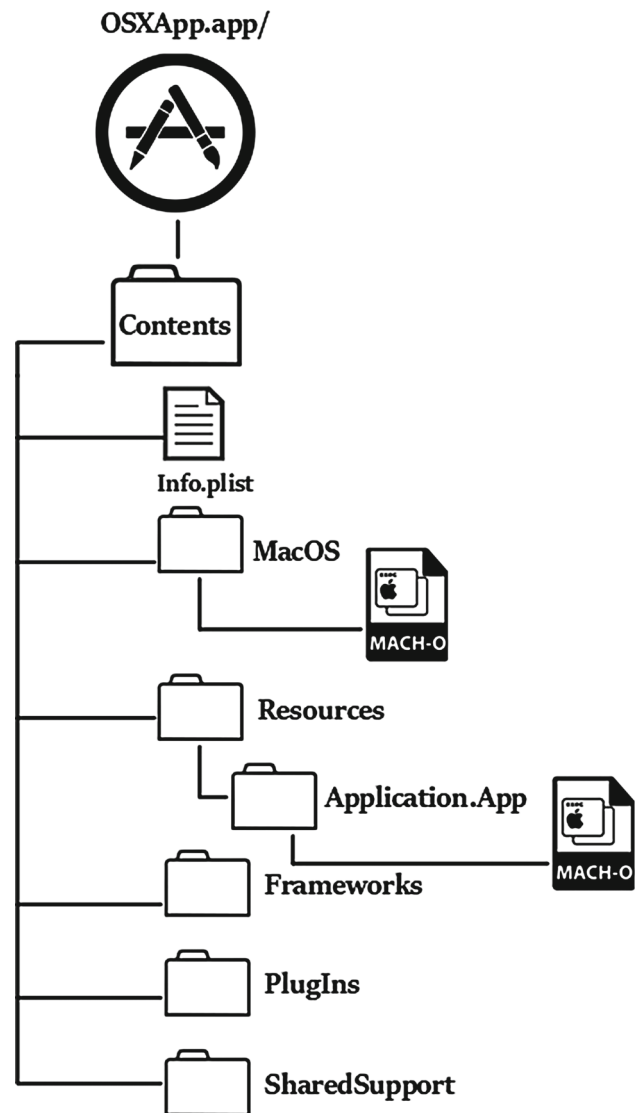 OSXApp.app/
Contents
Info.plist
MacOS
MACH-O
Resources
Application.App
MACH-O
Frameworks
PlugIns
SharedSupport